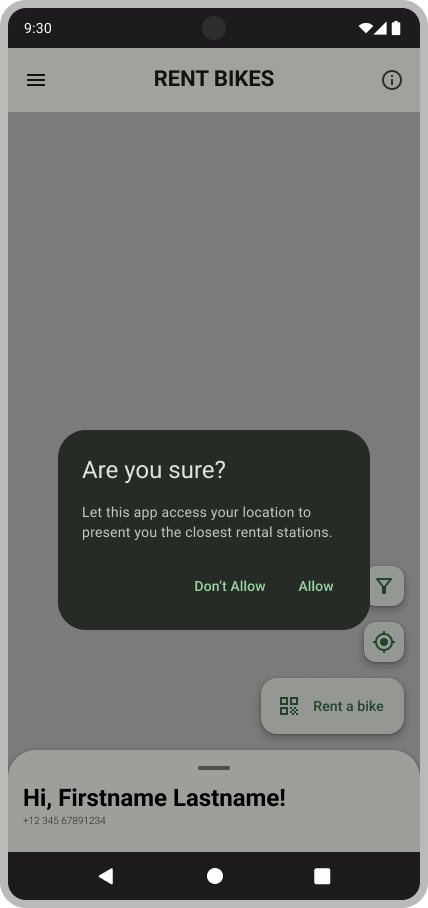 9:30
RENT BIKES
Are you sure?
Let this app access your location to
present you the closest rental stations.
Don't Allow Allow
Rent a bike
Hi, Firstname Lastname!
+12 345 67891234